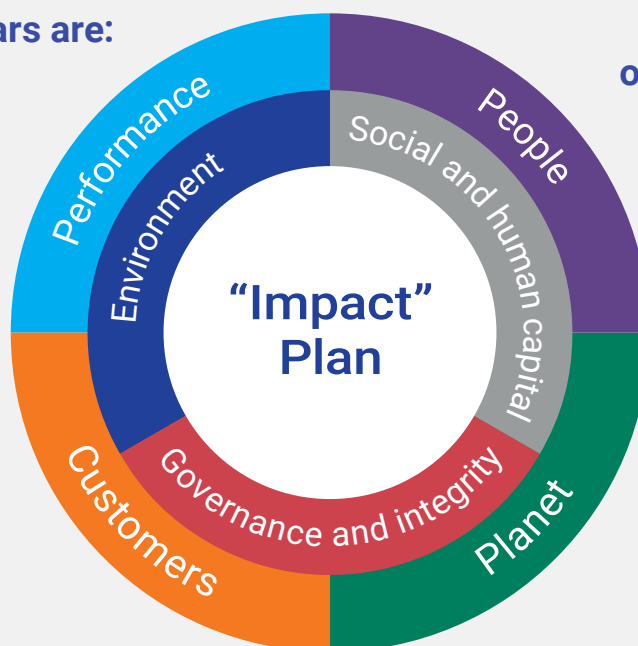 ars are:
o
Performance
People
Environment
Social and human capital
“Impact”
Plan
Governance and integrity
Customers
Planet